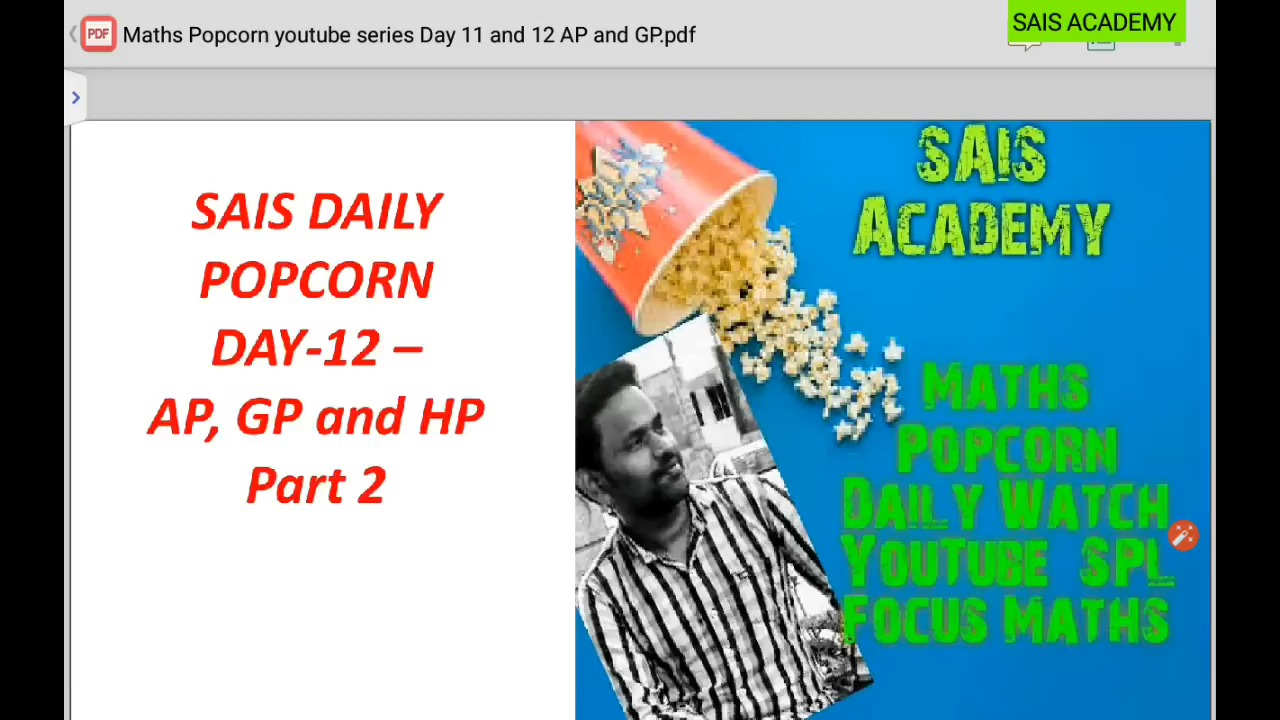 PDF Maths Popcorn youtube series Day 11 and 12 AP and GP.pdf
SAIS ACADEMY
SAIS DAILY
POPCORN
DAY-12 –
AP, GP and HP
Part 2
SAIS
ACADEMY
MATHS
POPCORN
DAILY WATCH
YOUTUBE SPL
FOCUS MATHS